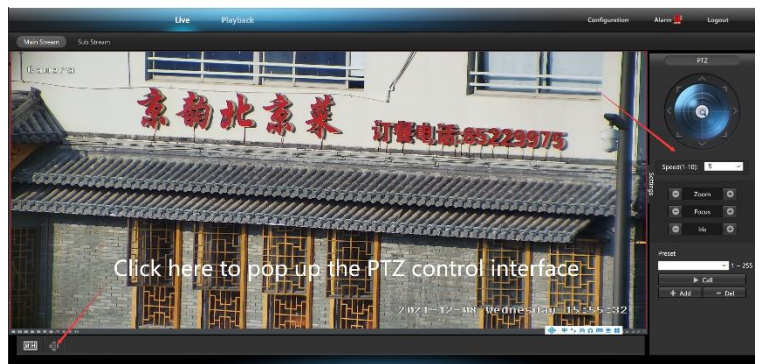 Live Playback Configuration Alarm Logout
Main Stream Sub Stream
PTZ
Camera
京韵北京菜
订餐电话:85229975
Speed(1-10): 5
Settings
Zoom
Focus
Iris
Preset
1 ~ 255
Call
Add Del
Click here to pop up the PTZ control interface
2021-12-08 Wednesday 15:55:32